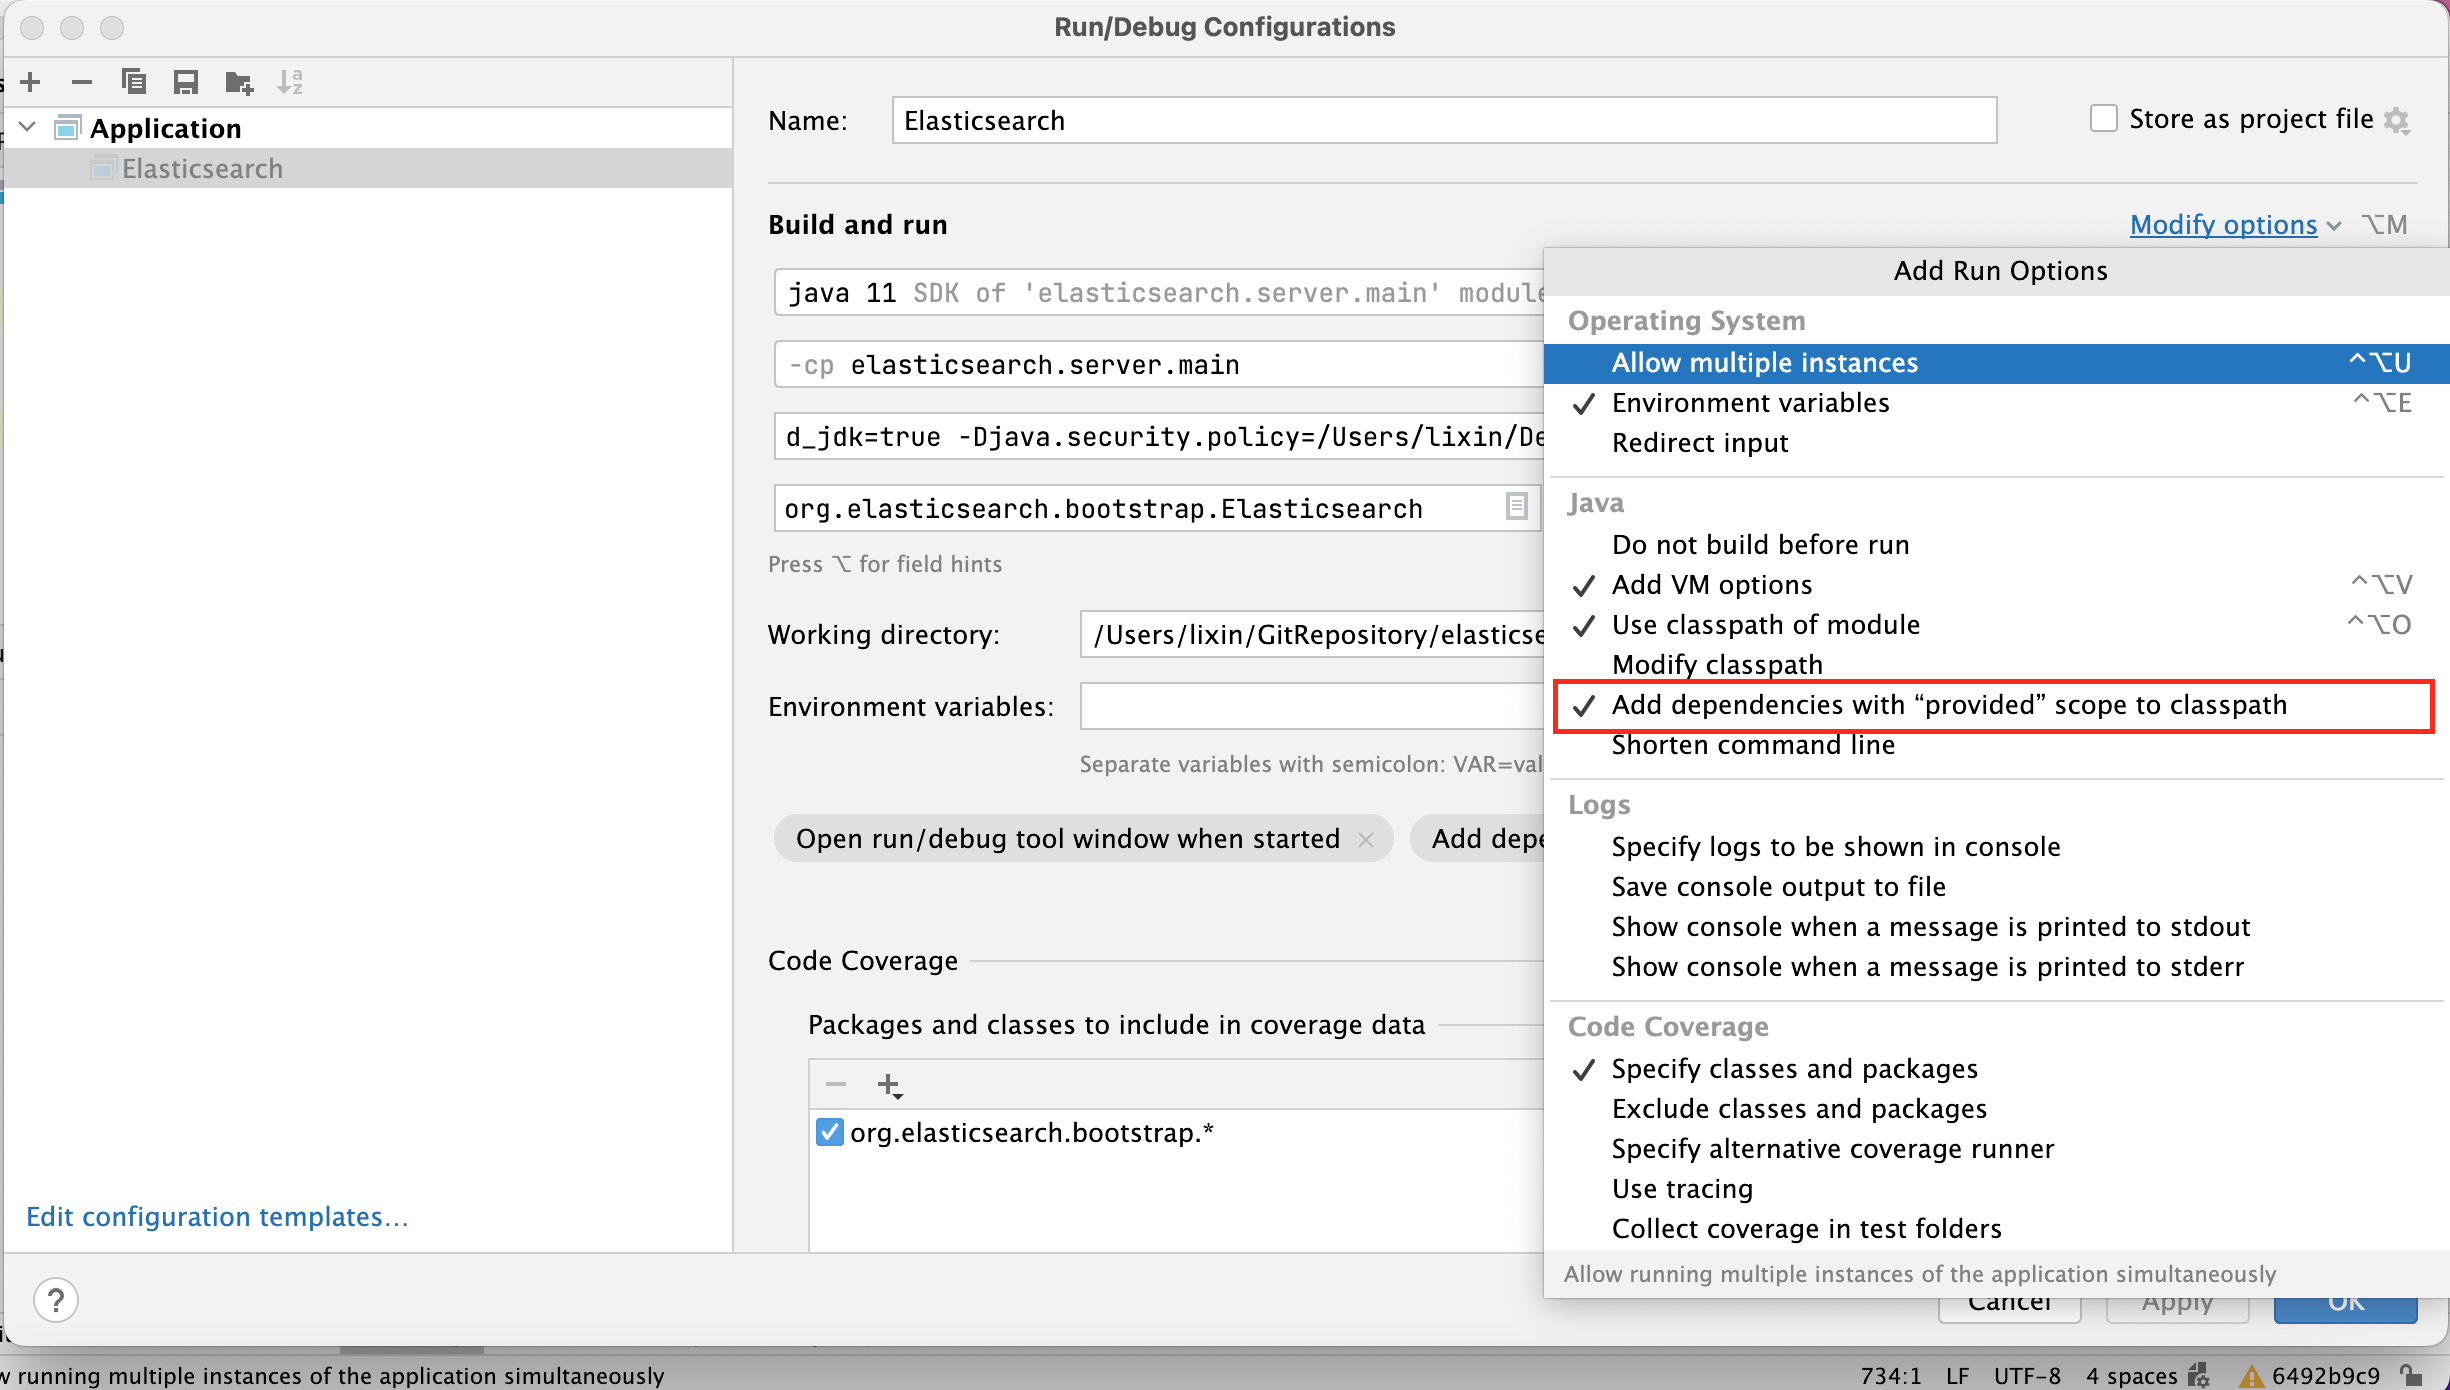 Run/Debug Configurations
Application
Elasticsearch
Edit configuration templates...
?
Name:
Elasticsearch
Store as project file
Build and run
Modify options
⌥M
java 11 SDK of 'elasticsearch.server.main' module
-cp elasticsearch.server.main
d_jdk=true -Djava.security.policy=/Users/lixin/De
org.elasticsearch.bootstrap.Elasticsearch
Press ⌥ for field hints
Working directory:
/Users/lixin/GitRepository/elasticse
Environment variables:
Separate variables with semicolon: VAR=val
Open run/debug tool window when started
Add depe
Code Coverage
Packages and classes to include in coverage data
org.elasticsearch.bootstrap.*
Add Run Options
Operating System
Allow multiple instances ^⌥U
Environment variables ^⌥E
Redirect input
Java
Do not build before run
Add VM options ^⌥V
Use classpath of module ^⌥O
Modify classpath
Add dependencies with “provided” scope to classpath
Shorten command line
Logs
Specify logs to be shown in console
Save console output to file
Show console when a message is printed to stdout
Show console when a message is printed to stderr
Code Coverage
Specify classes and packages
Exclude classes and packages
Specify alternative coverage runner
Use tracing
Collect coverage in test folders
Allow running multiple instances of the application simultaneously
Cancel
Apply
OK
w running multiple instances of the application simultaneously
734:1 LF UTF-8 4 spaces 6492b9c9